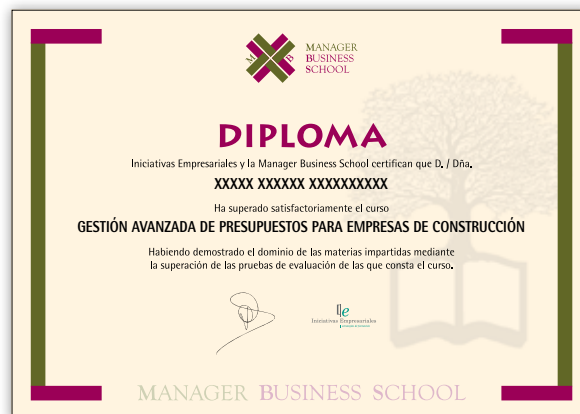 M B
MANAGER
BUSINESS
SCHOOL
DIPLOMA
Iniciativas Empresariales y la Manager Business School certifican que D. / Dña.
XXXXX XXXXXX XXXXXXXXXX
Ha superado satisfactoriamente el curso
GESTIÓN AVANZADA DE PRESUPUESTOS PARA EMPRESAS DE CONSTRUCCIÓN
Habiendo demostrado el dominio de las materias impartidas mediante
la superación de las pruebas de evaluación de las que consta el curso.
Iniciativas Empresariales
MANAGER BUSINESS SCHOOL